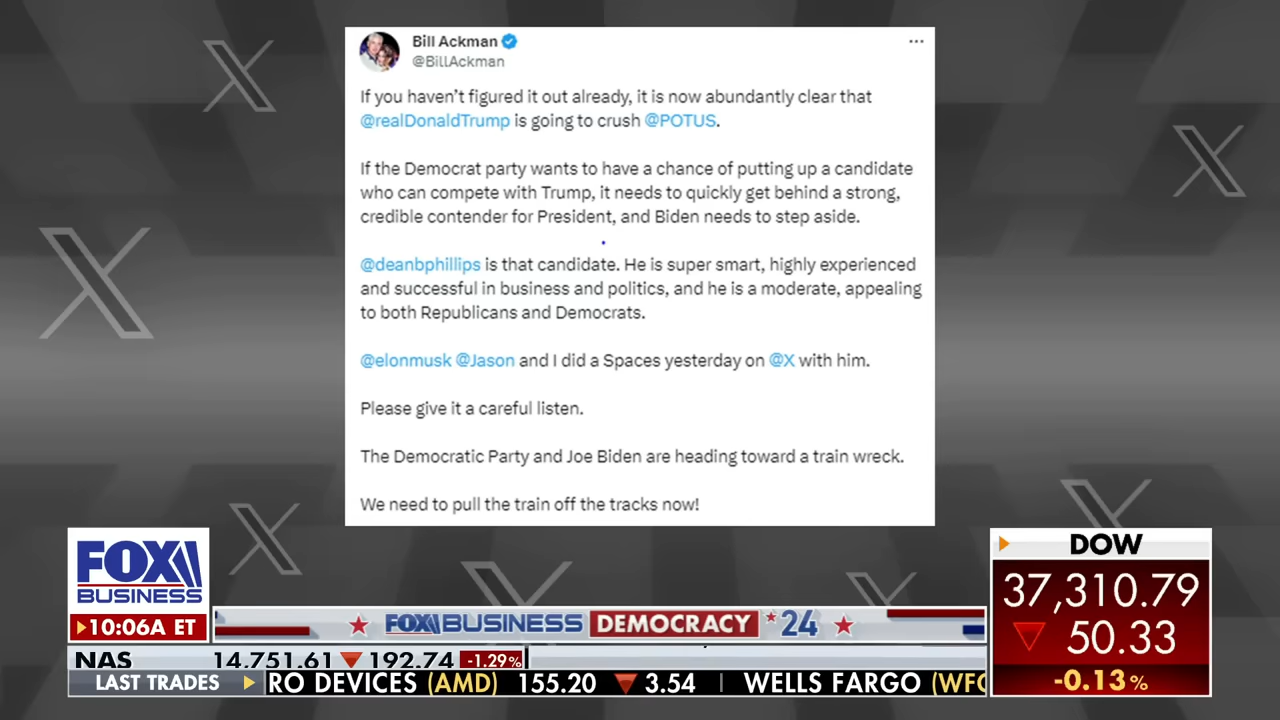 Bill Ackman
@BillAckman
If you haven't figured it out already, it is now abundantly clear that
@realDonaldTrump is going to crush @POTUS.
If the Democrat party wants to have a chance of putting up a candidate
who can compete with Trump, it needs to quickly get behind a strong,
credible contender for President, and Biden needs to step aside.
@deanbphillips is that candidate. He is super smart, highly experienced
and successful in business and politics, and he is a moderate, appealing
to both Republicans and Democrats.
@elonmusk @Jason and I did a Spaces yesterday on @X with him.
Please give it a careful listen.
The Democratic Party and Joe Biden are heading toward a train wreck.
We need to pull the train off the tracks now!
FOX
BUSINESS
10:06A ET
FOX BUSINESS DEMOCRACY *24
DOW
37,310.79
50.33
-0.13%
NAS 14,751.61 192.74 -1.29%
LAST TRADES RO DEVICES (AMD) 155.20 3.54 | WELLS FARGO (WFC